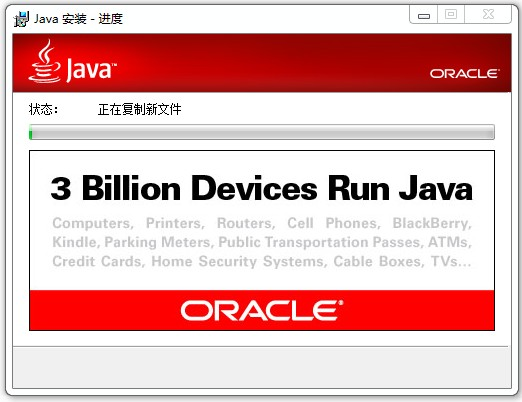 Java 安装 - 进度
Java™
ORACLE®
状态： 正在复制新文件
3 Billion Devices Run Java
Computers, Printers, Routers, Cell Phones, BlackBerry,
Kindle, Parking Meters, Public Transportation Passes, ATMs,
Credit Cards, Home Security Systems, Cable Boxes, TVs...
ORACLE®